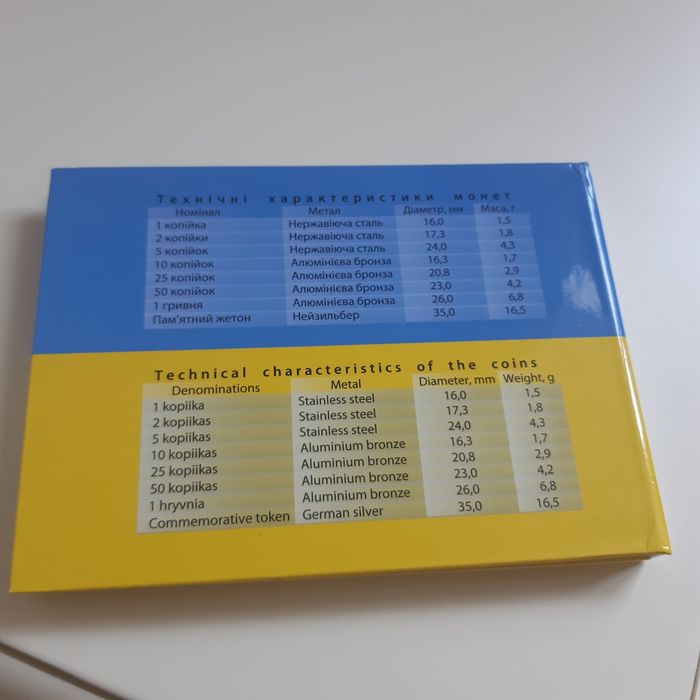 Технічні характеристики монет
Номінал Метал Діаметр, мм Маса, г
1 копійка Нержавіюча сталь 16,0 1,5
2 копійки Нержавіюча сталь 17,3 1,8
5 копійок Нержавіюча сталь 24,0 4,3
10 копійок Алюмінієва бронза 16,3 1,7
25 копійок Алюмінієва бронза 20,8 2,9
50 копійок Алюмінієва бронза 23,0 4,2
1 гривня Алюмінієва бронза 26,0 6,8
Пам'ятний жетон Нейзильбер 35,0 16,5
Technical characteristics of the coins
Denominations Metal Diameter, mm Weight, g
1 kopiika Stainless steel 16,0 1,5
2 kopiikas Stainless steel 17,3 1,8
5 kopiikas Stainless steel 24,0 4,3
10 kopiikas Aluminium bronze 16,3 1,7
25 kopiikas Aluminium bronze 20,8 2,9
50 kopiikas Aluminium bronze 23,0 4,2
1 hryvnia Aluminium bronze 26,0 6,8
Commemorative token German silver 35,0 16,5